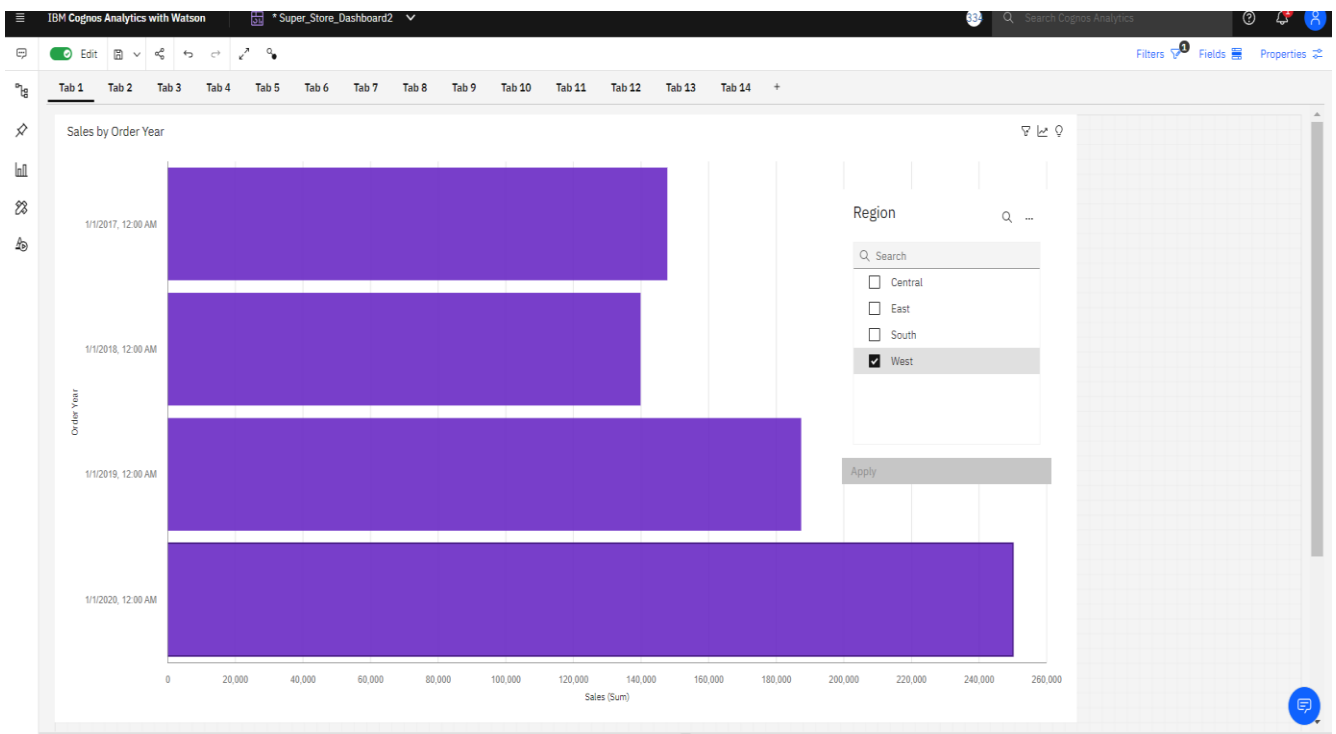 IBM Cognos Analytics with Watson * Super_Store_Dashboard2 334 Search Cognos Analytics
Edit Filters 1 Fields Properties
Tab 1 Tab 2 Tab 3 Tab 4 Tab 5 Tab 6 Tab 7 Tab 8 Tab 9 Tab 10 Tab 11 Tab 12 Tab 13 Tab 14 +
Sales by Order Year
Order Year
1/1/2017, 12:00 AM
1/1/2018, 12:00 AM
1/1/2019, 12:00 AM
1/1/2020, 12:00 AM
0 20,000 40,000 60,000 80,000 100,000 120,000 140,000 160,000 180,000 200,000 220,000 240,000 260,000
Sales (Sum)
Region ...
Search
Central
East
South
West
Apply